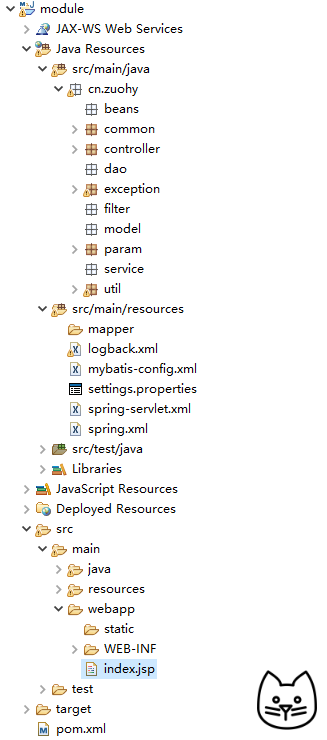 module
JAX-WS Web Services
Java Resources
src/main/java
cn.zuohy
beans
common
controller
dao
exception
filter
model
param
service
util
src/main/resources
mapper
logback.xml
mybatis-config.xml
settings.properties
spring-servlet.xml
spring.xml
src/test/java
Libraries
JavaScript Resources
Deployed Resources
src
main
java
resources
webapp
static
WEB-INF
index.jsp
test
target
pom.xml